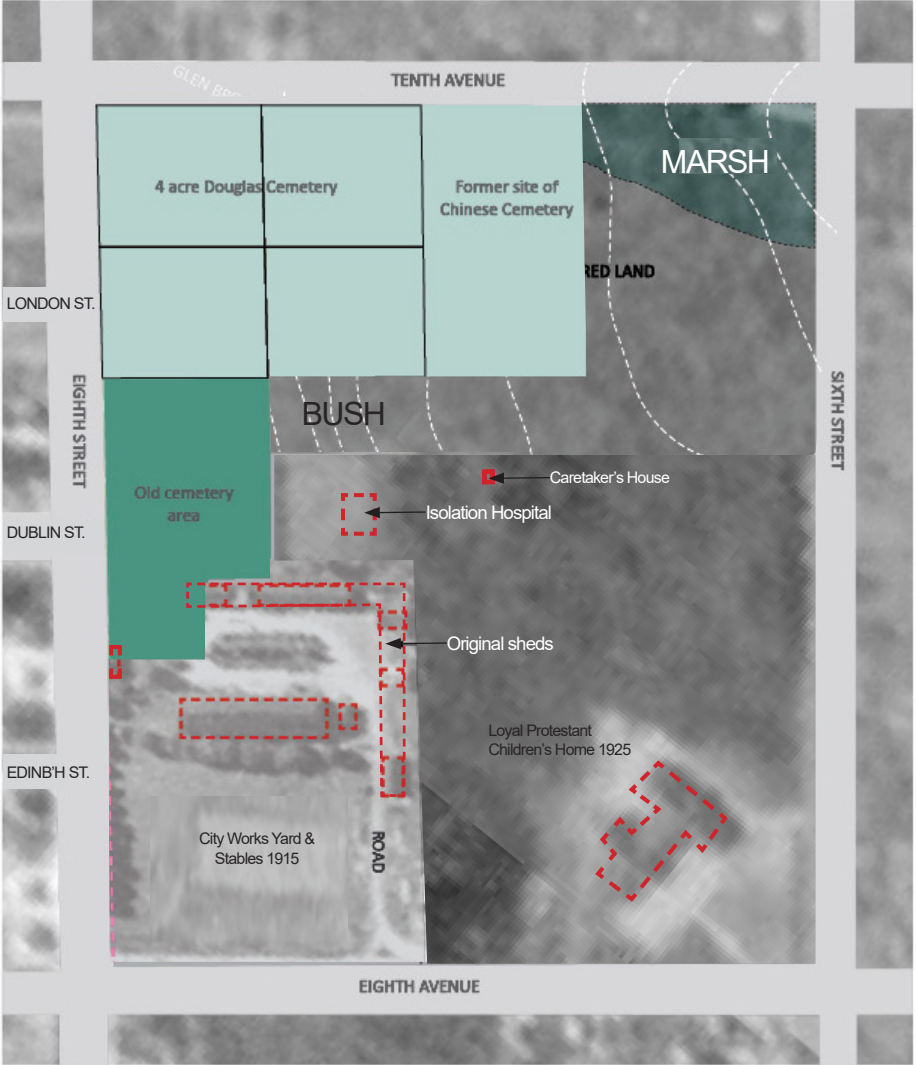 TENTH AVENUE
GLEN
MARSH
4 acre Douglas Cemetery
Former site of
Chinese Cemetery
RED LAND
LONDON ST.
EIGHTH STREET
SIXTH STREET
BUSH
Caretaker's House
Old cemetery
area
Isolation Hospital
DUBLIN ST.
Original sheds
Loyal Protestant
Children's Home 1925
EDINB'H ST.
City Works Yard &
Stables 1915
ROAD
EIGHTH AVENUE